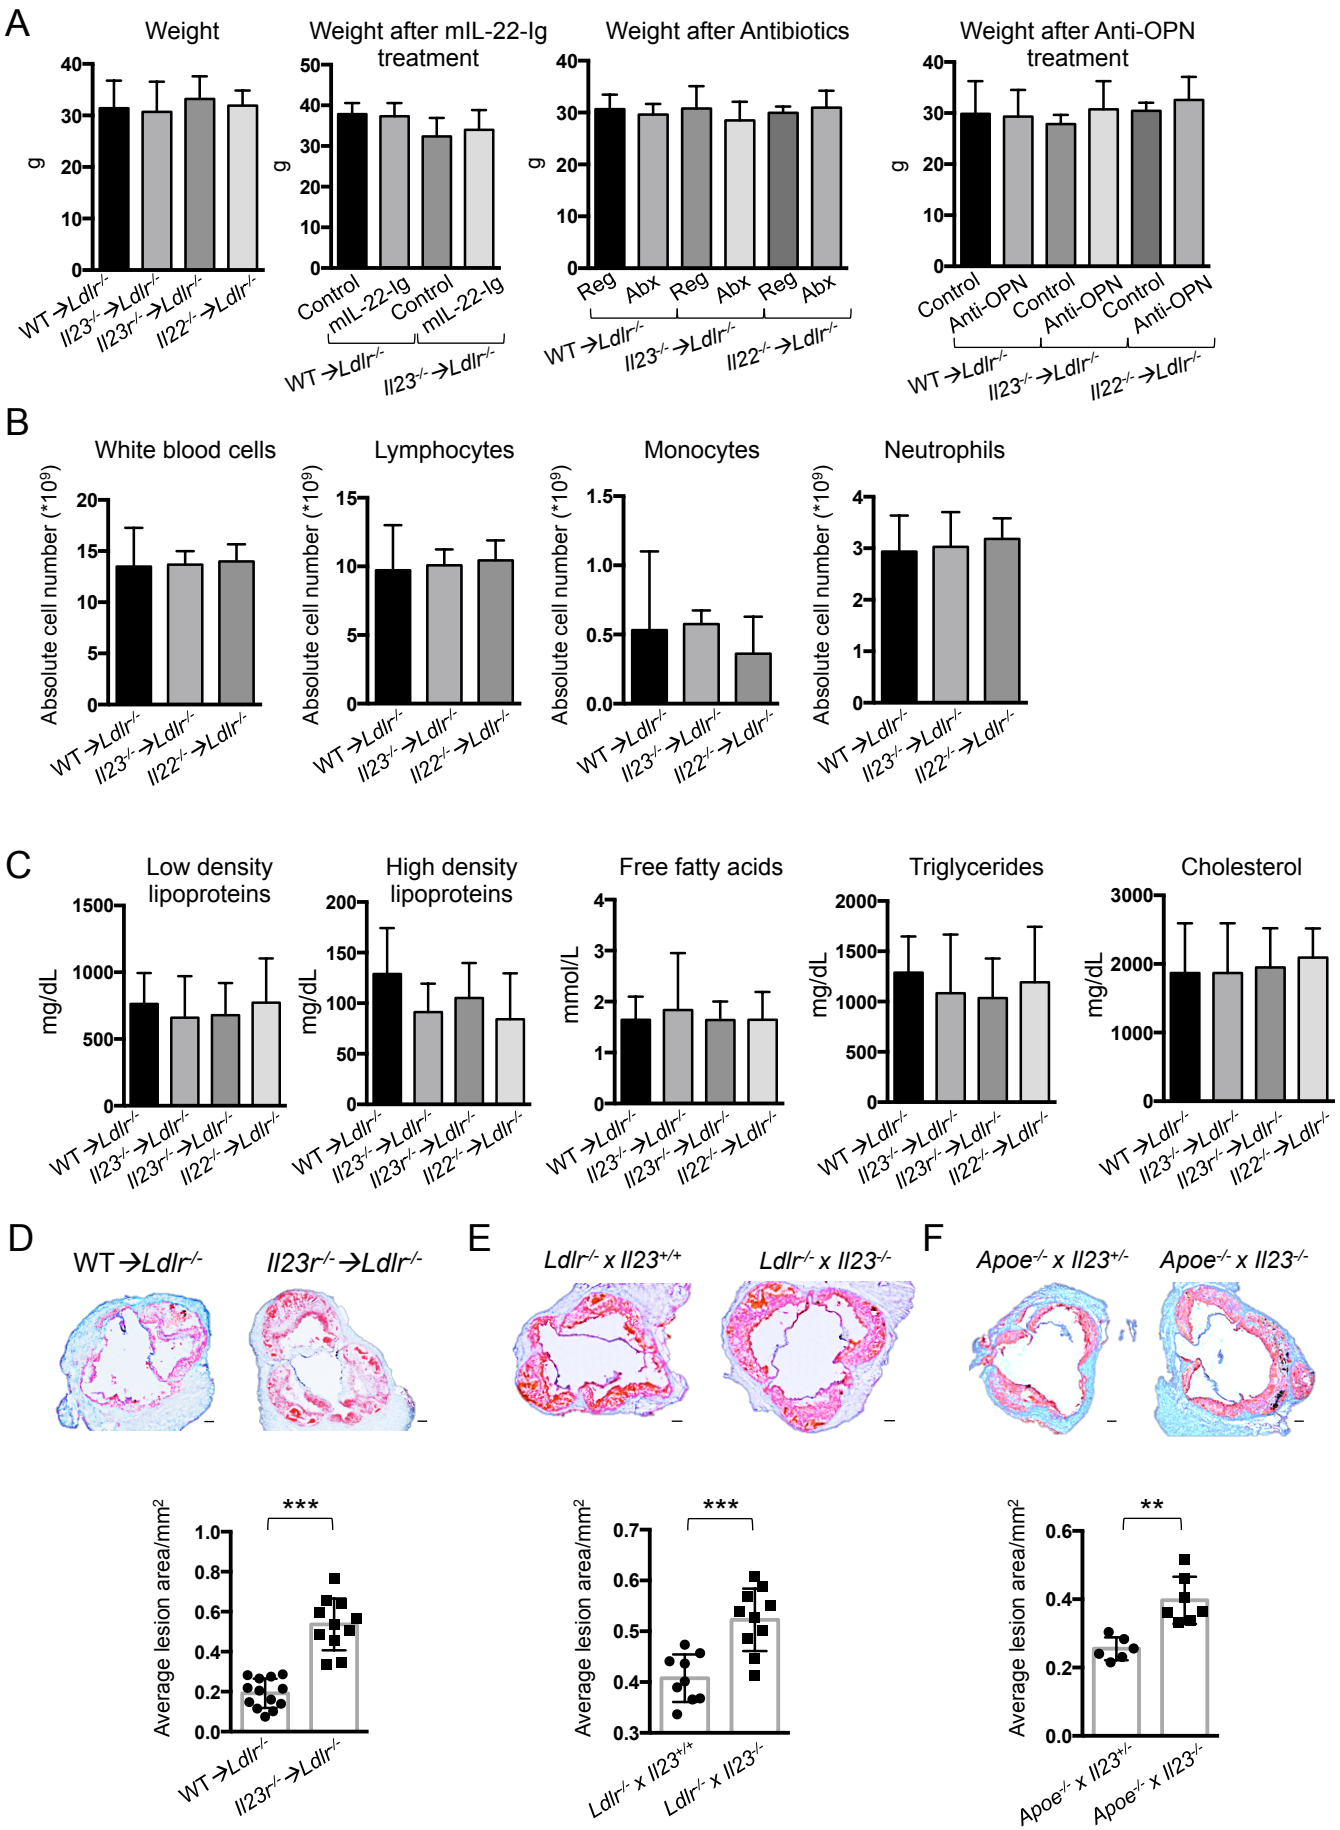 A
Weight
Weight after mIL-22-Ig
treatment
Weight after Antibiotics
Weight after Anti-OPN
treatment
40
30
20
10
0
g
WT→Ldlr-/-
Il23-/-→Ldlr-/-
Il23r-/-→Ldlr-/-
Il22-/-→Ldlr-/-
50
40
30
20
10
0
g
Control
mIL-22-Ig
Control
mIL-22-Ig
WT→Ldlr-/-
Il23-/-→Ldlr-/-
40
30
20
10
0
g
Reg
Abx
Reg
Abx
Reg
Abx
WT→Ldlr-/-
Il23-/-→Ldlr-/-
Il22-/-→Ldlr-/-
40
30
20
10
0
g
Control
Anti-OPN
Control
Anti-OPN
Control
Anti-OPN
WT→Ldlr-/-
Il23-/-→Ldlr-/-
Il22-/-→Ldlr-/-
B
White blood cells
Absolute cell number (*10⁹)
20
15
10
5
0
WT→Ldlr-/-
Il23-/-→Ldlr-/-
Il22-/-→Ldlr-/-
Lymphocytes
Absolute cell number (*10⁹)
15
10
5
0
WT→Ldlr-/-
Il23-/-→Ldlr-/-
Il22-/-→Ldlr-/-
Monocytes
Absolute cell number (*10⁹)
1.5
1.0
0.5
0.0
WT→Ldlr-/-
Il23-/-→Ldlr-/-
Il22-/-→Ldlr-/-
Neutrophils
Absolute cell number (*10⁹)
4
3
2
1
0
WT→Ldlr-/-
Il23-/-→Ldlr-/-
Il22-/-→Ldlr-/-
C
Low density
lipoproteins
mg/dL
1500
1000
500
0
WT→Ldlr-/-
Il23-/-→Ldlr-/-
Il23r-/-→Ldlr-/-
Il22-/-→Ldlr-/-
High density
lipoproteins
mg/dL
200
150
100
50
0
WT→Ldlr-/-
Il23-/-→Ldlr-/-
Il23r-/-→Ldlr-/-
Il22-/-→Ldlr-/-
Free fatty acids
mmol/L
4
3
2
1
0
WT→Ldlr-/-
Il23-/-→Ldlr-/-
Il23r-/-→Ldlr-/-
Il22-/-→Ldlr-/-
Triglycerides
mg/dL
2000
1500
1000
500
0
WT→Ldlr-/-
Il23-/-→Ldlr-/-
Il23r-/-→Ldlr-/-
Il22-/-→Ldlr-/-
Cholesterol
mg/dL
3000
2000
1000
0
WT→Ldlr-/-
Il23-/-→Ldlr-/-
Il23r-/-→Ldlr-/-
Il22-/-→Ldlr-/-
D
WT→Ldlr-/-
Il23r-/-→Ldlr-/-
Average lesion area/mm²
1.0
0.8
0.6
0.4
0.2
0.0
***
WT→Ldlr-/-
Il23r-/-→Ldlr-/-
E
Ldlr-/- x Il23+/+
Ldlr-/- x Il23-/-
Average lesion area/mm²
0.7
0.6
0.5
0.4
0.3
***
Ldlr-/- x Il23+/+
Ldlr-/- x Il23-/-
F
Apoe-/- x Il23+/-
Apoe-/- x Il23-/-
Average lesion area/mm²
0.6
0.4
0.2
0.0
**
Apoe-/- x Il23+/-
Apoe-/- x Il23-/-